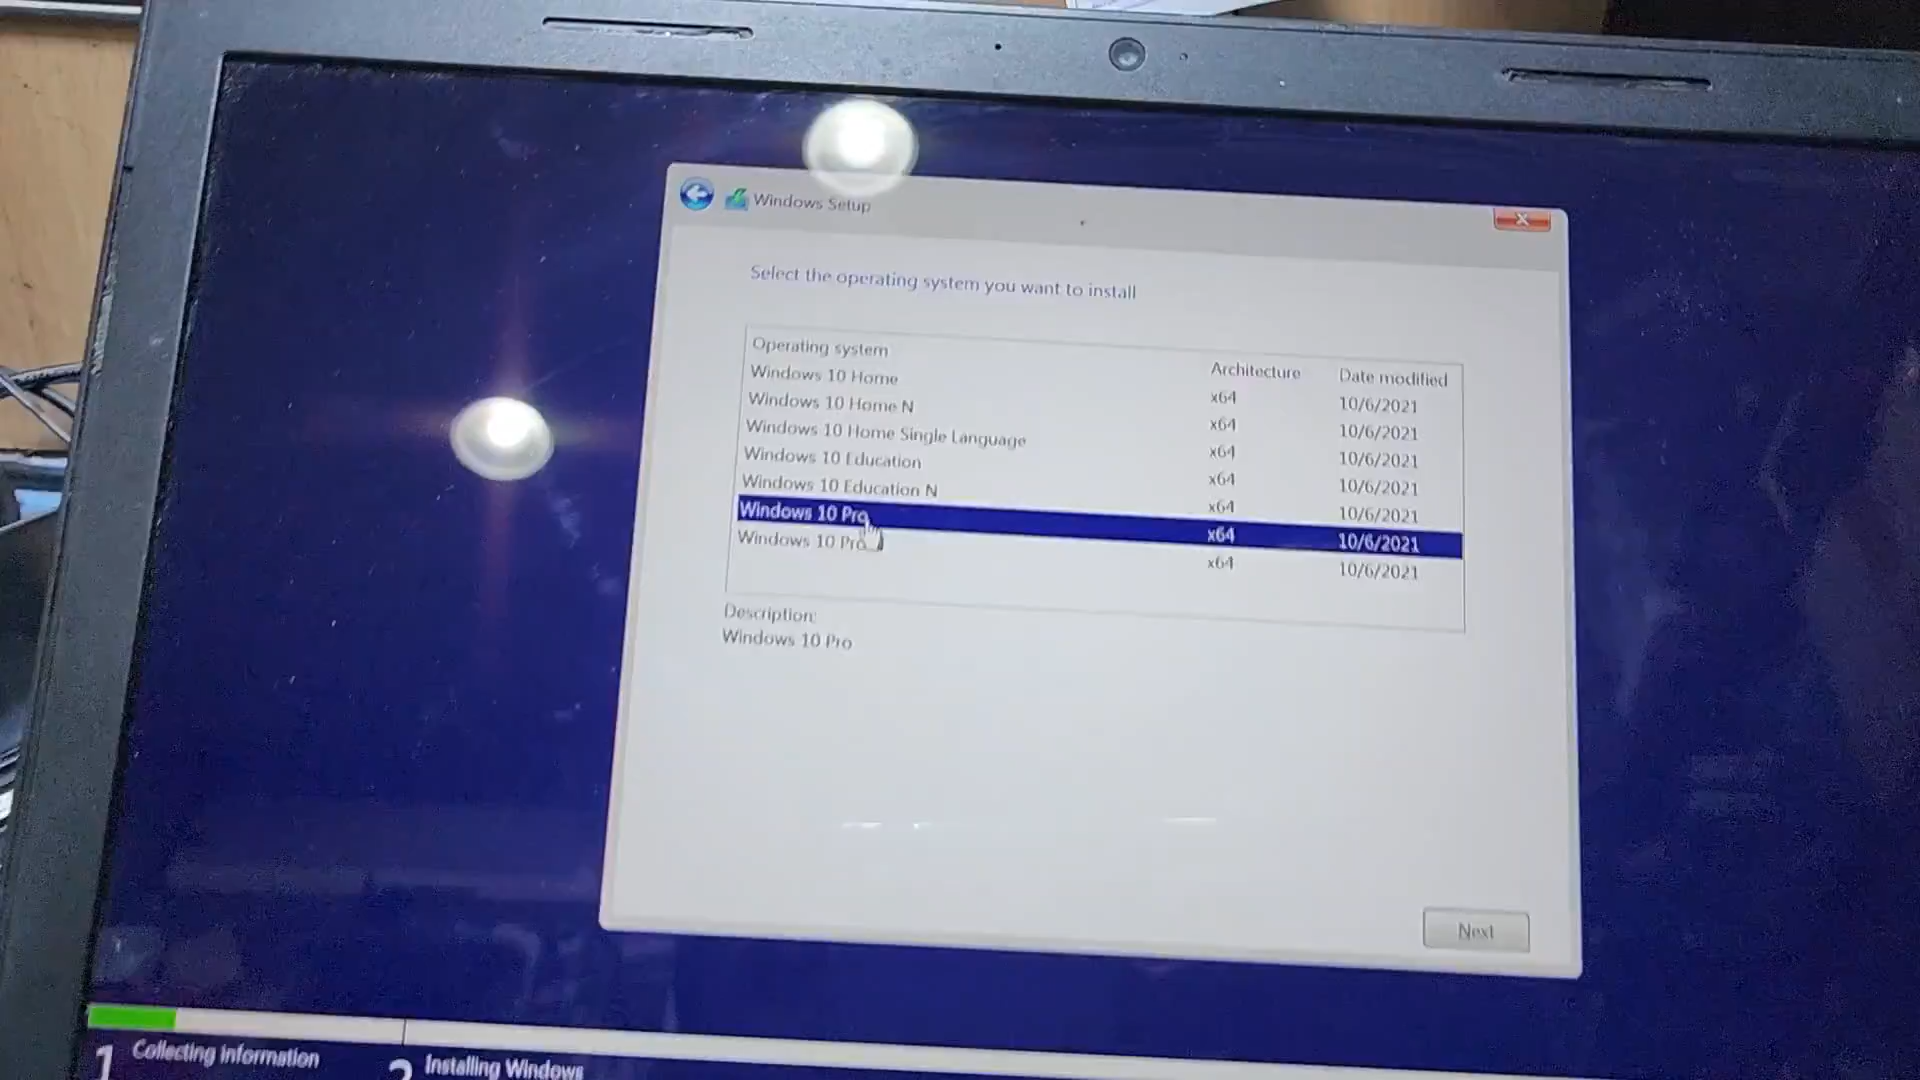 Windows Setup
Select the operating system you want to install
Operating system Architecture Date modified
Windows 10 Home x64 10/6/2021
Windows 10 Home N x64 10/6/2021
Windows 10 Home Single Language x64 10/6/2021
Windows 10 Education x64 10/6/2021
Windows 10 Education N x64 10/6/2021
Windows 10 Pro x64 10/6/2021
Windows 10 Pro x64 10/6/2021
Description:
Windows 10 Pro
Next
1 Collecting information 2 Installing Windows